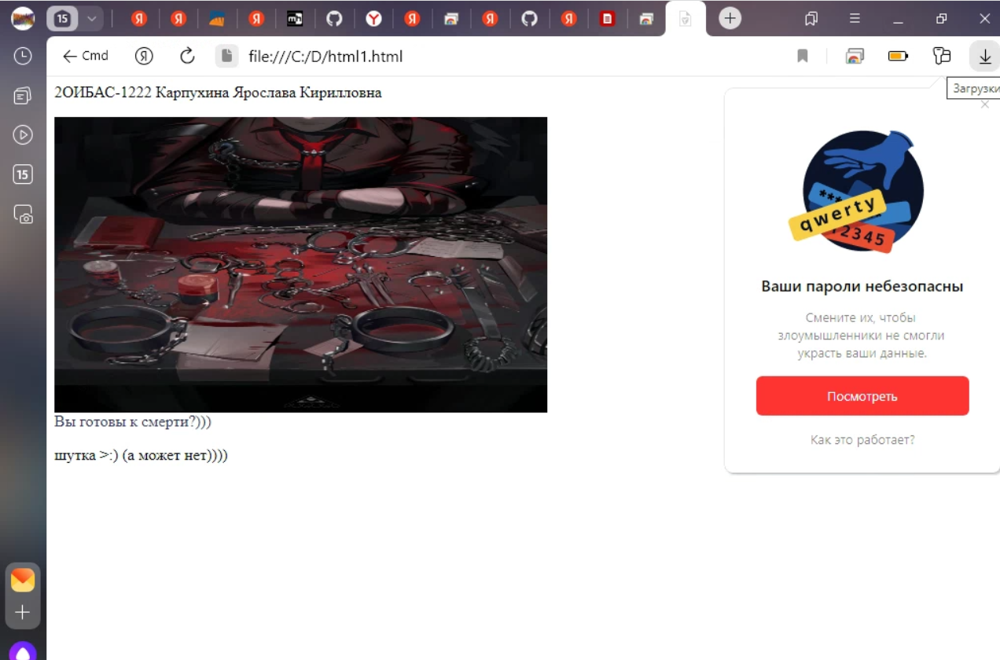 15
Cmd
Я
file:///C:/D/html1.html
Загрузки
15
2ОИБАС-1222 Карпухина Ярослава Кирилловна
***
qwerty
12345
Ваши пароли небезопасны
Смените их, чтобы
злоумышленники не смогли
украсть ваши данные.
Посмотреть
Как это работает?
Вы готовы к смерти?)))
шутка >:) (а может нет))))